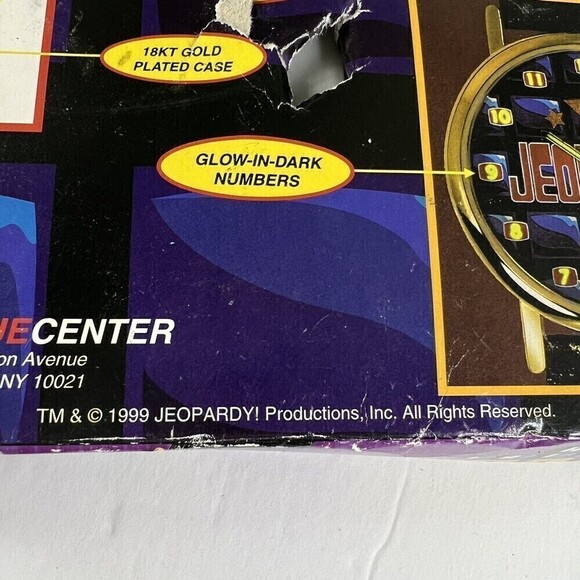 18KT GOLD
PLATED CASE
11
10
GLOW-IN-DARK
NUMBERS
9
JEO
8
7
UECENTER
on Avenue
NY 10021
TM & © 1999 JEOPARDY! Productions, Inc. All Rights Reserved.